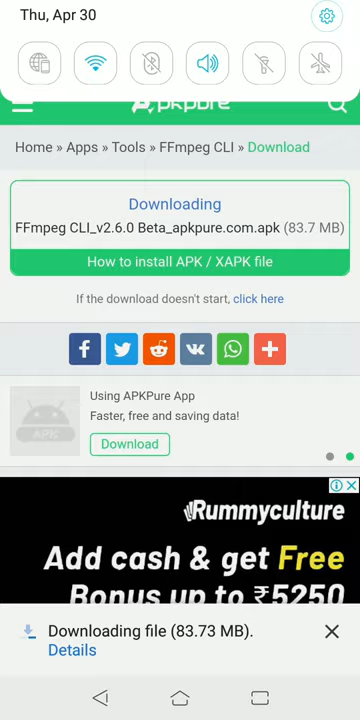 Thu, Apr 30
Home » Apps » Tools » FFmpeg CLI » Download
Downloading
FFmpeg CLI_v2.6.0 Beta_apkpure.com.apk (83.7 MB)
How to install APK / XAPK file
If the download doesn't start, click here
Using APKPure App
Faster, free and saving data!
APK
Download
Rummyculture
Add cash & get Free
Bonus up to ₹5250
Downloading file (83.73 MB).
Details